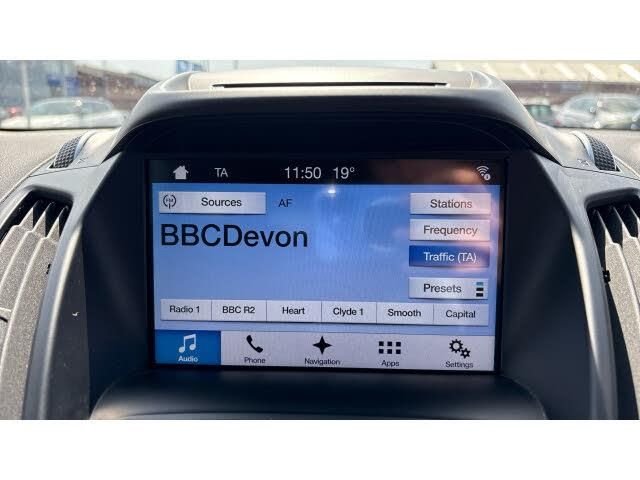 TA 11:50 19°
FM Sources AF Stations
BBCDevon
Frequency
Traffic (TA)
Presets
Radio 1 BBC R2 Heart Clyde 1 Smooth Capital
Audio Phone Navigation Apps Settings